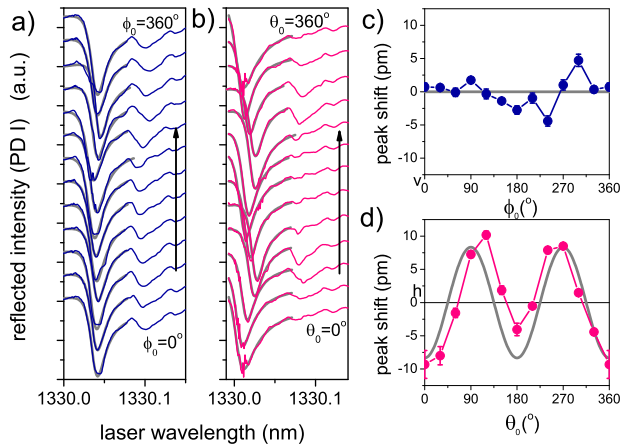 a)
ϕ₀=360°
b)
θ₀=360°
c)
reflected intensity (PD I) (a.u.)
ϕ₀=0°
θ₀=0°
1330.0
1330.1
1330.0
1330.1
laser wavelength (nm)
peak shift (pm)
10
5
0
-5
-10
v
0
90
180
270
360
ϕ₀(°)
d)
peak shift (pm)
10
5
h
0
-5
-10
0
90
180
270
360
θ₀(°)